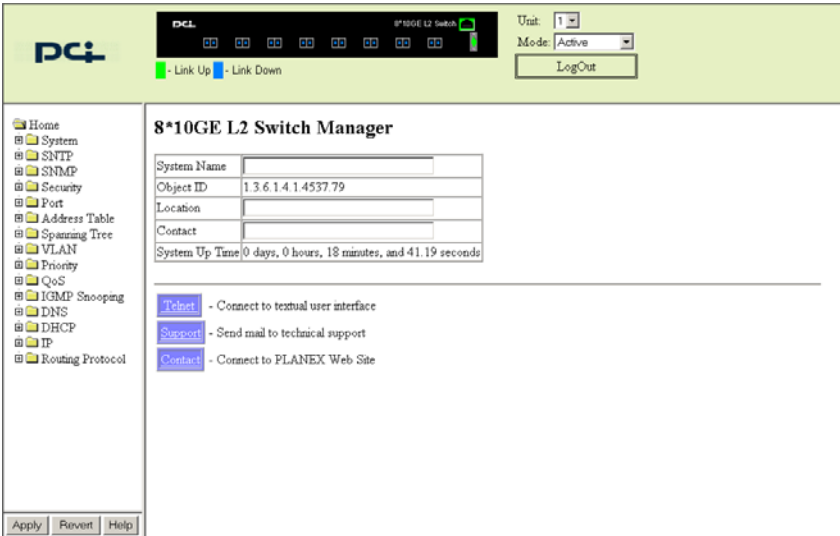 PCi
PCi.
8*10GE L2 Switch
- Link Up - Link Down
Unit: 1
Mode: Active
LogOut
Home
System
SNTP
SNMP
Security
Port
Address Table
Spanning Tree
VLAN
Priority
QoS
IGMP Snooping
DNS
DHCP
IP
Routing Protocol
Apply Revert Help
8*10GE L2 Switch Manager
System Name
Object ID 1.3.6.1.4.1.4537.79
Location
Contact
System Up Time 0 days, 0 hours, 18 minutes, and 41.19 seconds
Telnet - Connect to textual user interface
Support - Send mail to technical support
Contact - Connect to PLANEX Web Site